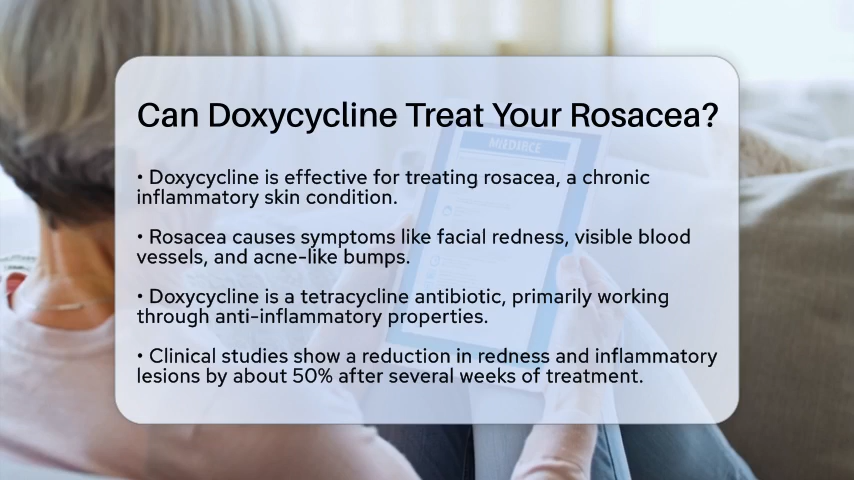 Can Doxycycline Treat Your Rosacea?
• Doxycycline is effective for treating rosacea, a chronic
inflammatory skin condition.
• Rosacea causes symptoms like facial redness, visible blood
vessels, and acne-like bumps.
• Doxycycline is a tetracycline antibiotic, primarily working
through anti-inflammatory properties.
• Clinical studies show a reduction in redness and inflammatory
lesions by about 50% after several weeks of treatment.